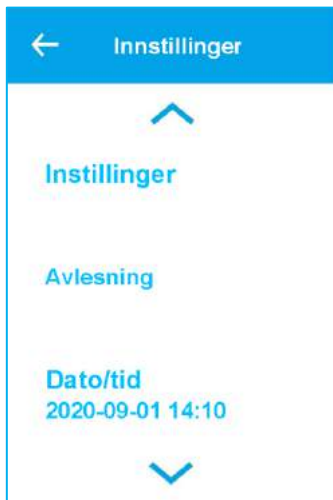 Innstillinger
Instillinger
Avlesning
Dato/tid
2020-09-01 14:10